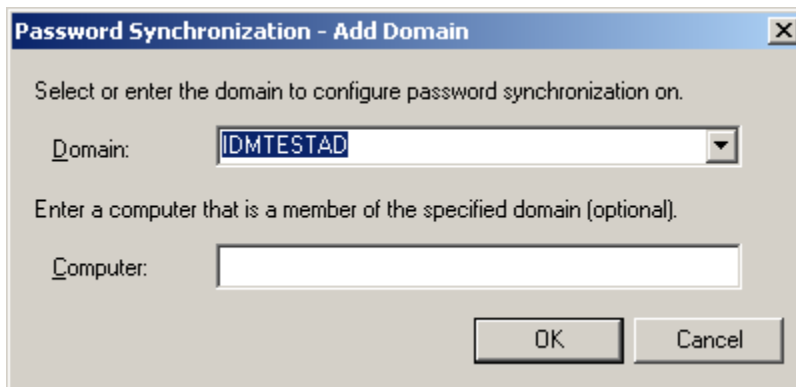 Password Synchronization - Add Domain
Select or enter the domain to configure password synchronization on.
Domain: IDMTESTAD
Enter a computer that is a member of the specified domain (optional).
Computer:
OK Cancel